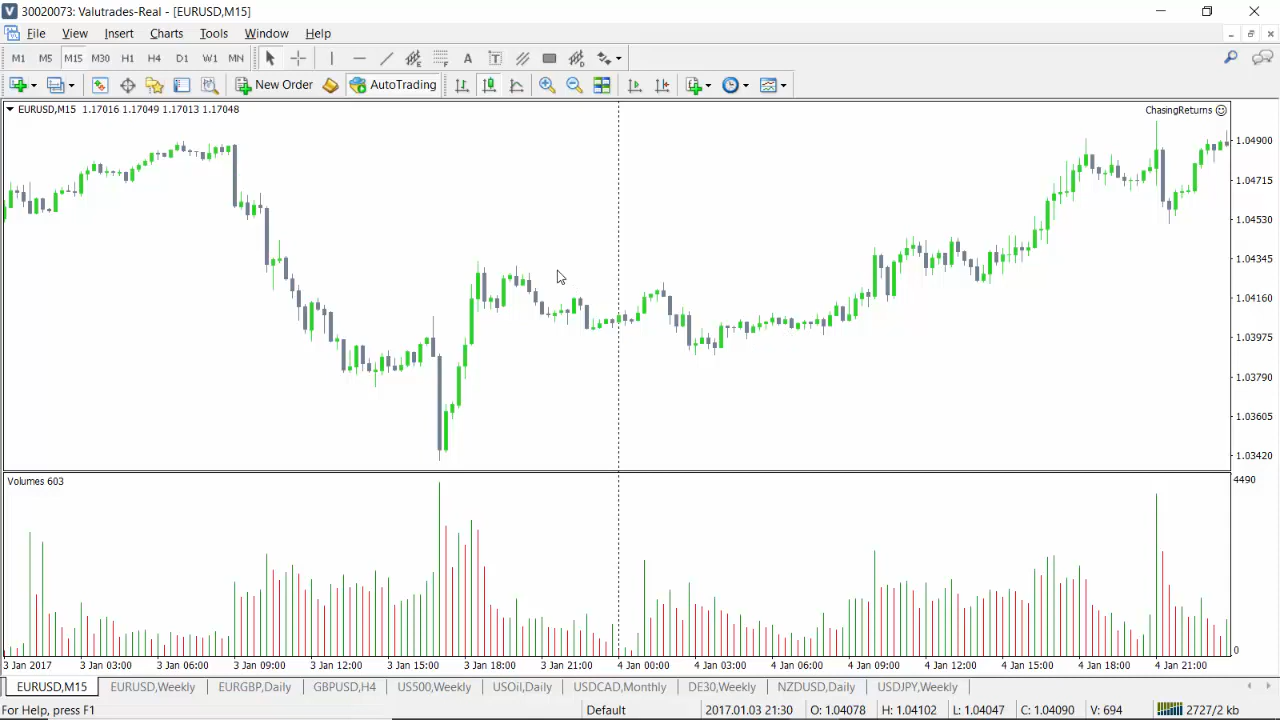 30020073: Valutrades-Real - [EURUSD,M15]
File View Insert Charts Tools Window Help
M1 M5 M15 M30 H1 H4 D1 W1 MN A T
New Order AutoTrading
EURUSD,M15 1.17016 1.17049 1.17013 1.17048
ChasingReturns
1.04900
1.04715
1.04530
1.04345
1.04160
1.03975
1.03790
1.03605
1.03420
Volumes 603
4490
0
3 Jan 2017 3 Jan 03:00 3 Jan 06:00 3 Jan 09:00 3 Jan 12:00 3 Jan 15:00 3 Jan 18:00 3 Jan 21:00 4 Jan 00:00 4 Jan 03:00 4 Jan 06:00 4 Jan 09:00 4 Jan 12:00 4 Jan 15:00 4 Jan 18:00 4 Jan 21:00
EURUSD,M15 EURUSD,Weekly EURGBP,Daily GBPUSD,H4 US500,Weekly USOil,Daily USDCAD,Monthly DE30,Weekly NZDUSD,Daily USDJPY,Weekly
For Help, press F1 Default 2017.01.03 21:30 O: 1.04078 H: 1.04102 L: 1.04047 C: 1.04090 V: 694 2727/2 kb